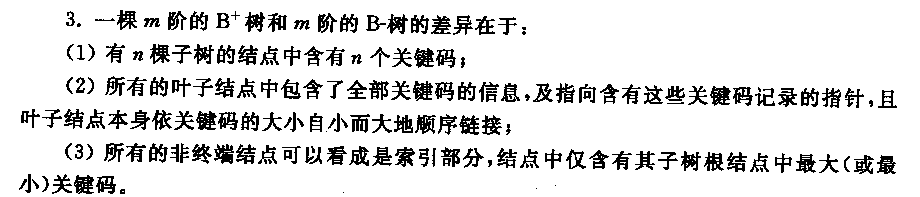 3. 一棵 m 阶的 B+ 树和 m 阶的 B-树的差异在于:
(1) 有 n 棵子树的结点中含有 n 个关键码;
(2) 所有的叶子结点中包含了全部关键码的信息,及指向含有这些关键码记录的指针,且
叶子结点本身依关键码的大小自小而大地顺序链接;
(3) 所有的非终端结点可以看成是索引部分,结点中仅含有其子树根结点中最大(或最
小)关键码。